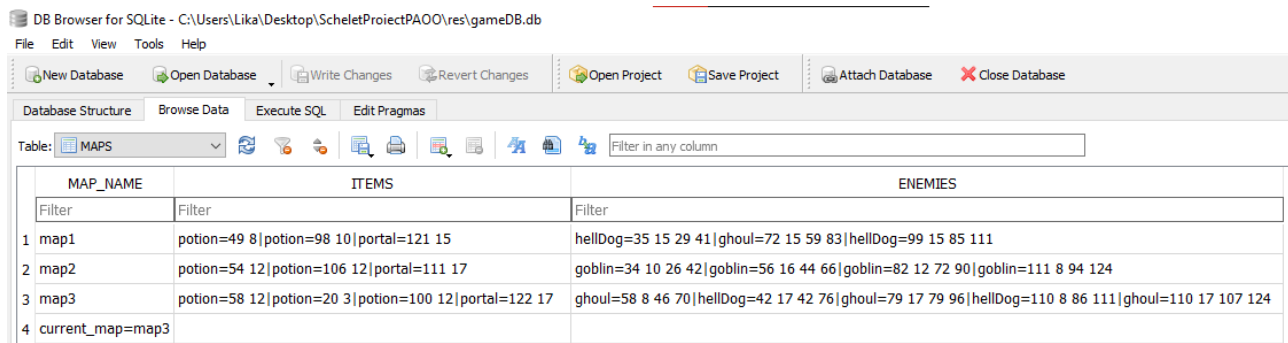 DB Browser for SQLite - C:\Users\Lika\Desktop\ScheletProiectPAOO\res\gameDB.db
File Edit View Tools Help
New Database Open Database Write Changes Revert Changes Open Project Save Project Attach Database Close Database
Database Structure Browse Data Execute SQL Edit Pragmas
Table: MAPS Filter in any column
MAP_NAME ITEMS ENEMIES
Filter Filter Filter
1 map1 potion=49 8|potion=98 10|portal=121 15 hellDog=35 15 29 41|ghoul=72 15 59 83|hellDog=99 15 85 111
2 map2 potion=54 12|potion=106 12|portal=111 17 goblin=34 10 26 42|goblin=56 16 44 66|goblin=82 12 72 90|goblin=111 8 94 124
3 map3 potion=58 12|potion=20 3|potion=100 12|portal=122 17 ghoul=58 8 46 70|hellDog=42 17 42 76|ghoul=79 17 79 96|hellDog=110 8 86 111|ghoul=110 17 107 124
4 current_map=map3